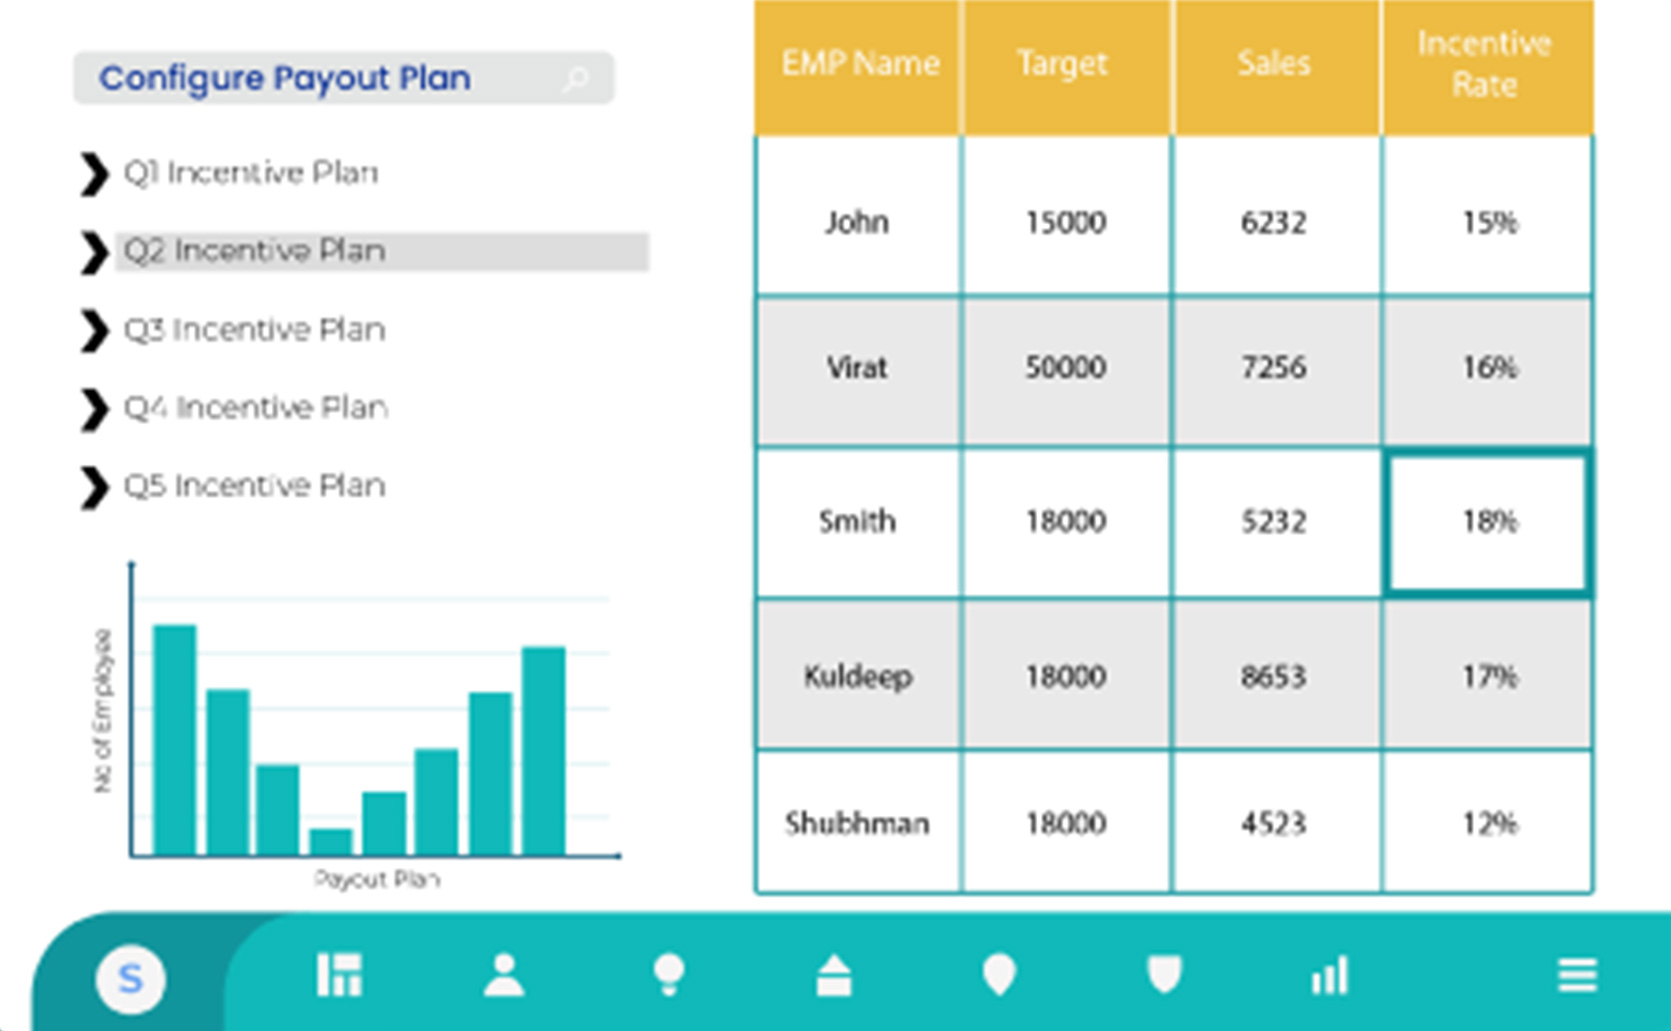 Configure Payout Plan
Q1 Incentive Plan
Q2 Incentive Plan
Q3 Incentive Plan
Q4 Incentive Plan
Q5 Incentive Plan
No of Employee
Payout Plan
EMP Name Target Sales Incentive Rate
John 15000 6232 15%
Virat 50000 7256 16%
Smith 18000 5232 18%
Kuldeep 18000 8653 17%
Shubhman 18000 4523 12%
S